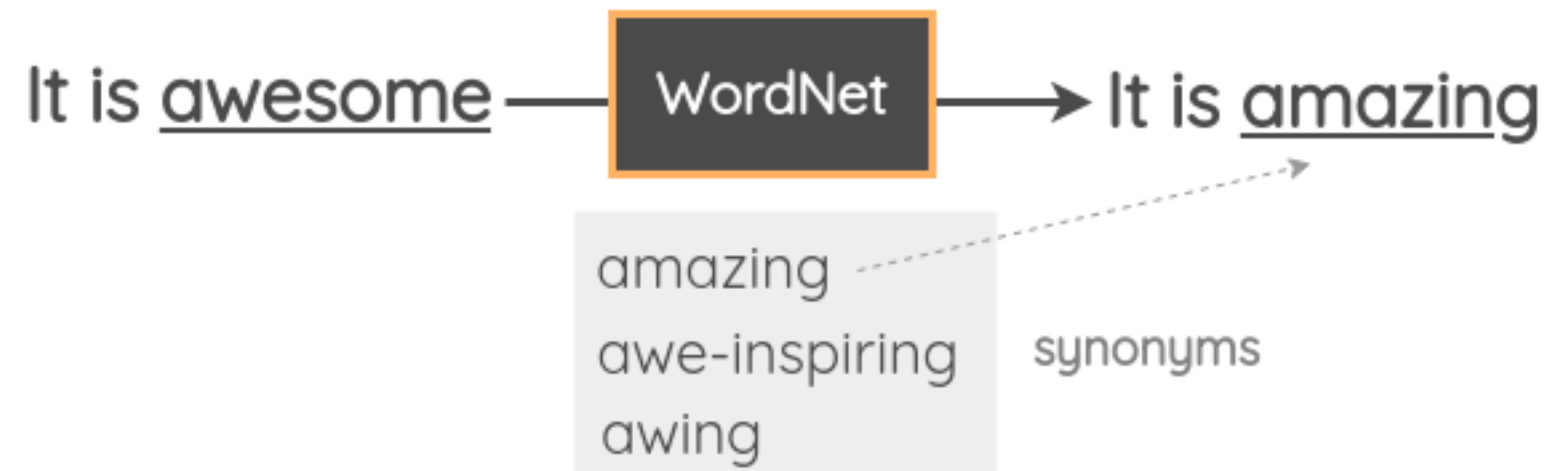 It is awesome
WordNet
It is amazing
amazing
awe-inspiring
synonyms
awing